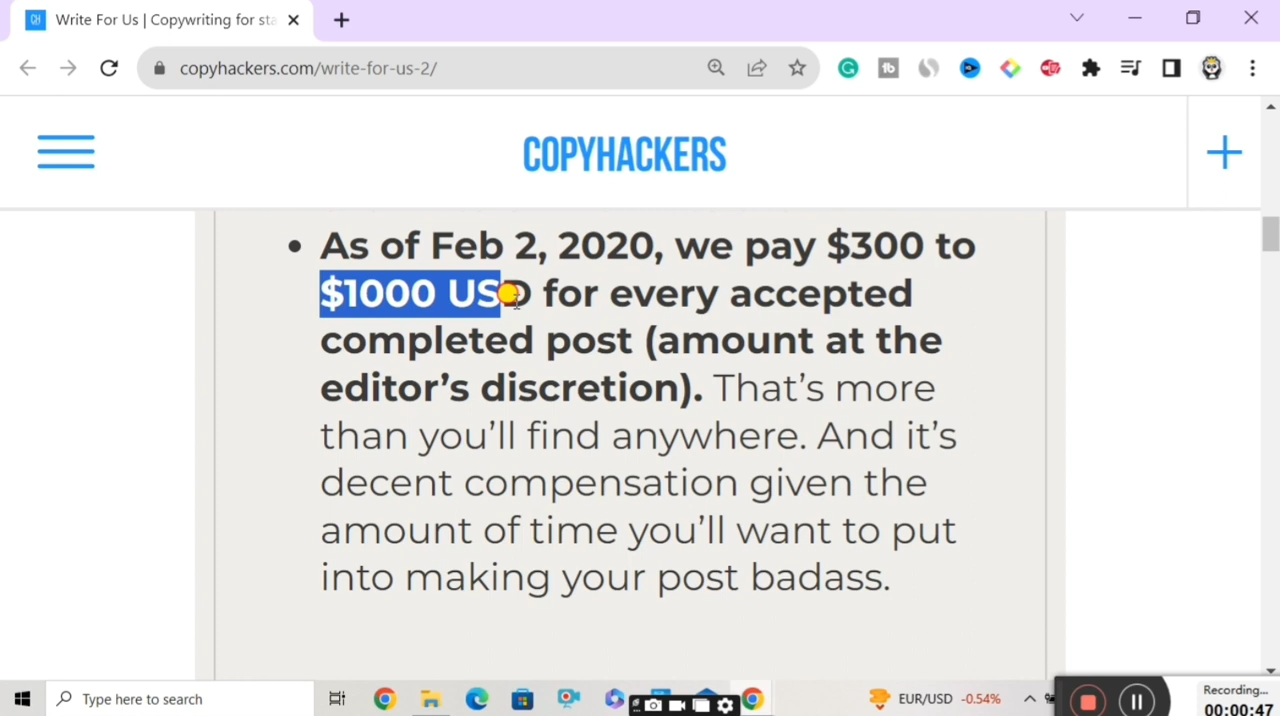 Write For Us | Copywriting for sta
copyhackers.com/write-for-us-2/
COPYHACKERS
As of Feb 2, 2020, we pay $300 to
$1000 USD for every accepted
completed post (amount at the
editor’s discretion). That’s more
than you’ll find anywhere. And it’s
decent compensation given the
amount of time you’ll want to put
into making your post badass.
Type here to search
EUR/USD -0.54%
Recording...
00:00:47